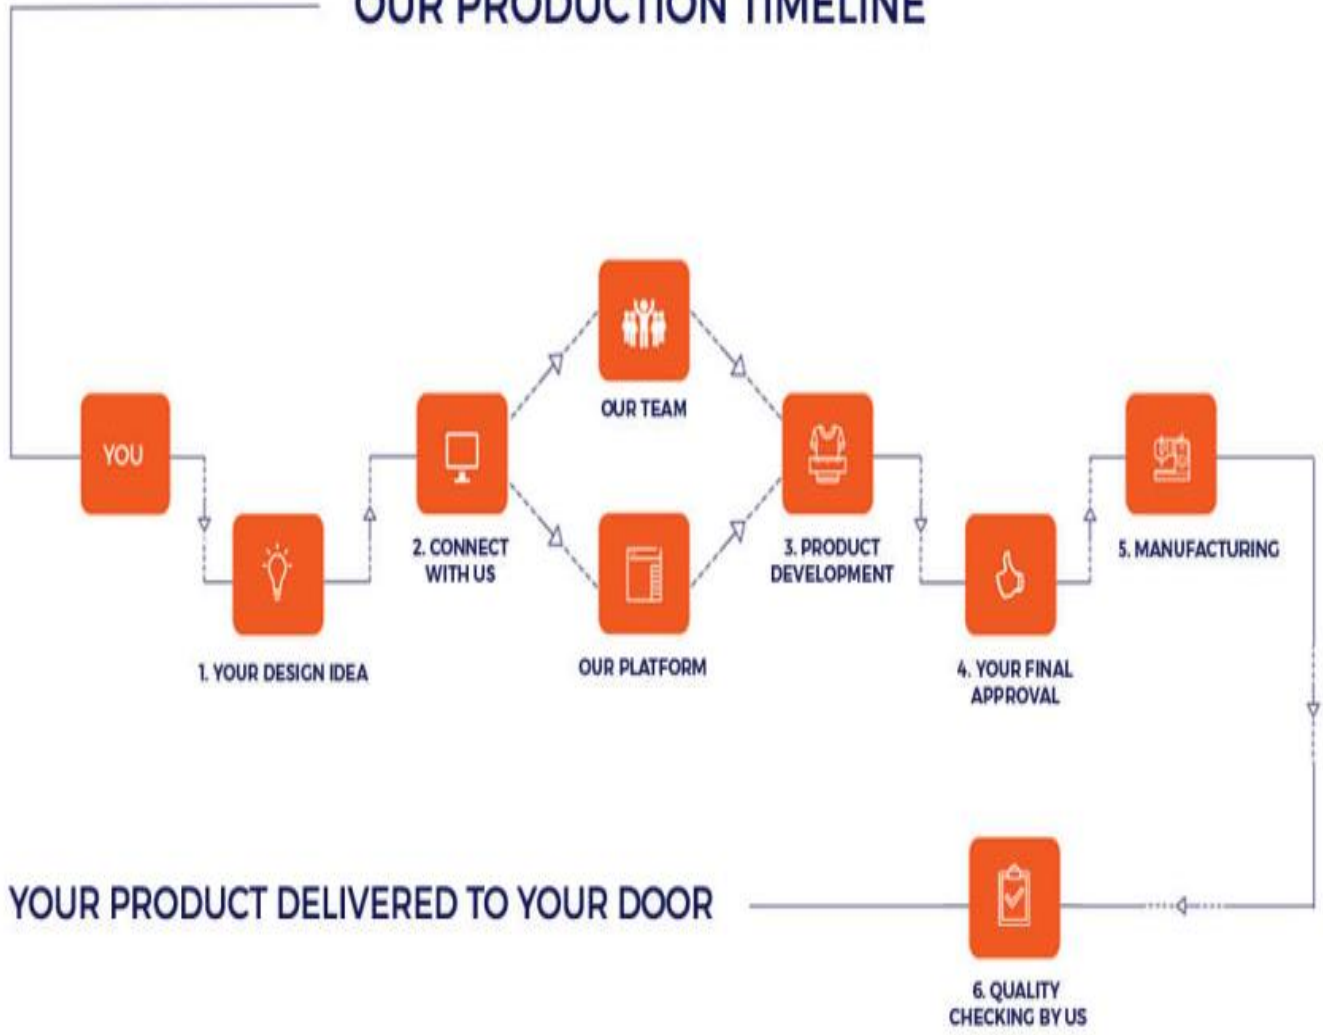 OUR PRODUCTION TIMELINE
YOU
1. YOUR DESIGN IDEA
2. CONNECT
WITH US
OUR TEAM
OUR PLATFORM
3. PRODUCT
DEVELOPMENT
4. YOUR FINAL
APPROVAL
5. MANUFACTURING
6. QUALITY
CHECKING BY US
YOUR PRODUCT DELIVERED TO YOUR DOOR